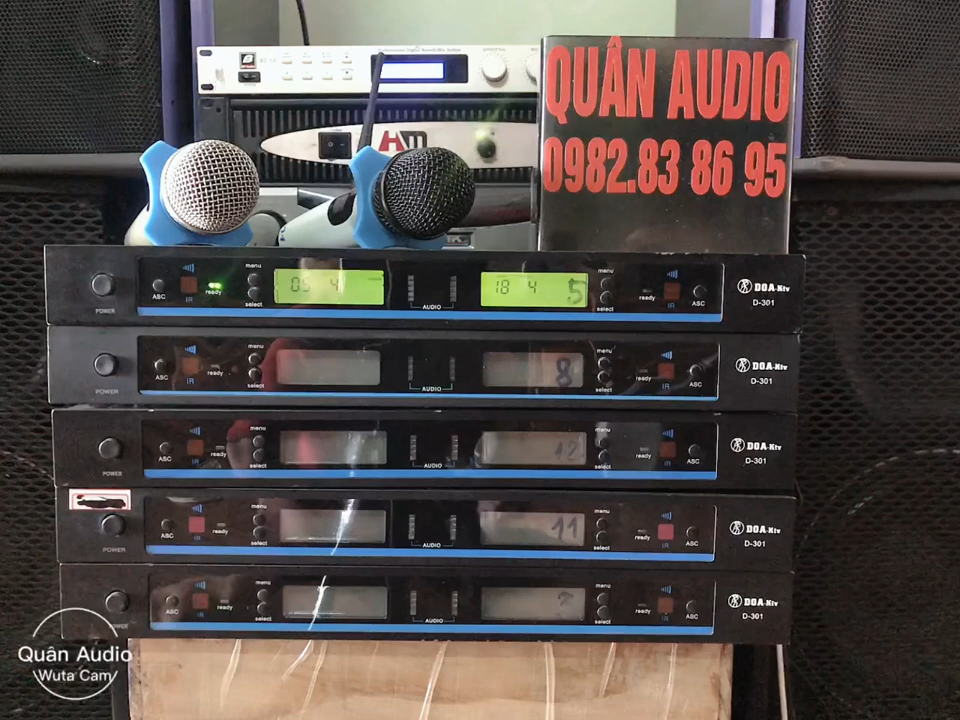 QUÂN AUDIO
0982.83 86 95
HM
POWER
ASC
IR
ready
menu
select
05 4
AUDIO
18 4
5
menu
select
ready
IR
ASC
DOA-Ktv
D-301
POWER
ASC
IR
ready
menu
select
AUDIO
8
menu
select
ready
IR
ASC
DOA-Ktv
D-301
POWER
ASC
IR
ready
menu
select
AUDIO
12
menu
select
ready
IR
ASC
DOA-Ktv
D-301
POWER
ASC
IR
ready
menu
select
AUDIO
11
menu
select
ready
IR
ASC
DOA-Ktv
D-301
ASC
IR
ready
menu
select
AUDIO
menu
select
ready
IR
ASC
DOA-Ktv
D-301
Quân Audio
Wuta Cam